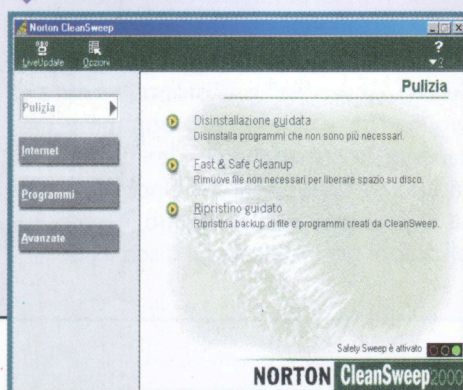 Norton CleanSweep
LiveUpdate
Opzioni
?
Pulizia
Pulizia
Disinstallazione guidata
Disinstalla programmi che non sono più necessari.
Internet
Fast & Safe Cleanup
Rimuove file non necessari per liberare spazio su disco.
Programmi
Ripristino guidato
Ripristina backup di file e programmi creati da CleanSweep.
Avanzate
Safety Sweep è attivato
NORTON CleanSweep 2000